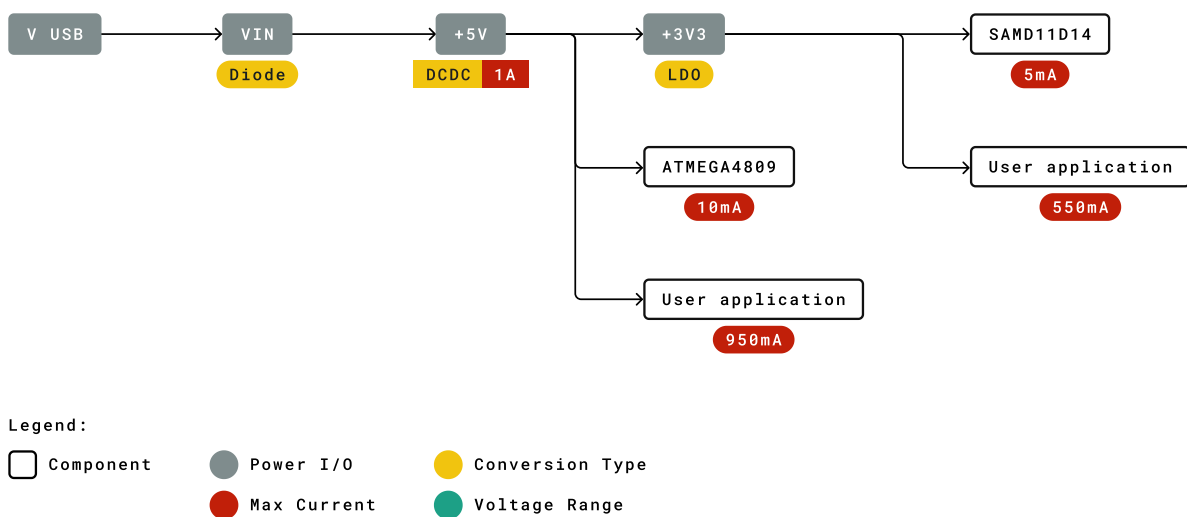 V USB
VIN
+5V
+3V3
SAMD11D14
Diode
DCDC 1A
LDO
5mA
ATMEGA4809
User application
10mA
550mA
User application
950mA
Legend:
Component
Power I/O
Conversion Type
Max Current
Voltage Range